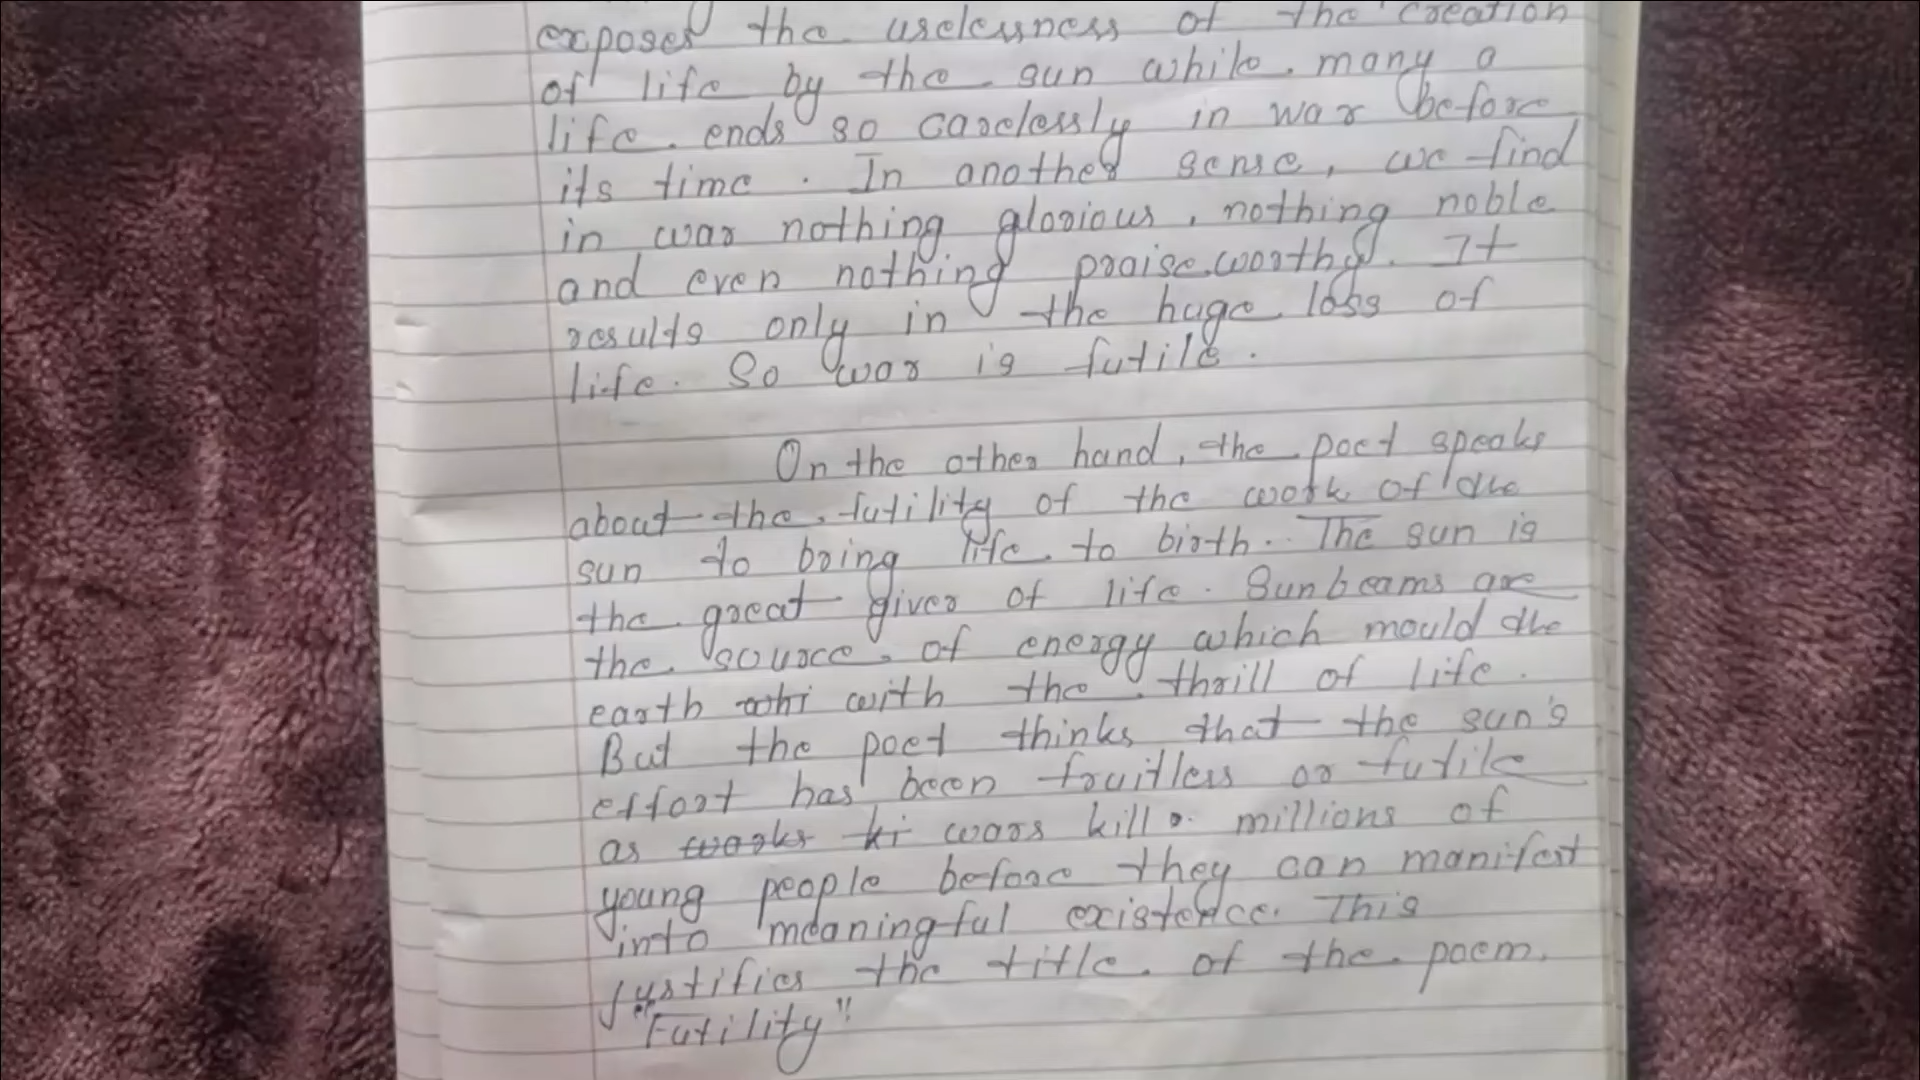 exposes the uselessness of the creation
of life by the sun while many a
life ends so carelessly in war before
its time. In another sense, we find
in war nothing glorious, nothing noble
and even nothing praiseworthy. It
results only in the huge loss of
life. So war is futile.
On the other hand, the poet speaks
about the futility of the work of the
sun to bring life to birth. The sun is
the great giver of life. Sunbeams are
the source of energy which mould the
earth whi with the thrill of life.
But the poet thinks that the sun's
effort has been fruitless or futile
as works ki wars kill millions of
young people before they can manifest
into meaningful existence. This
justifies the title of the poem.
"Futility"